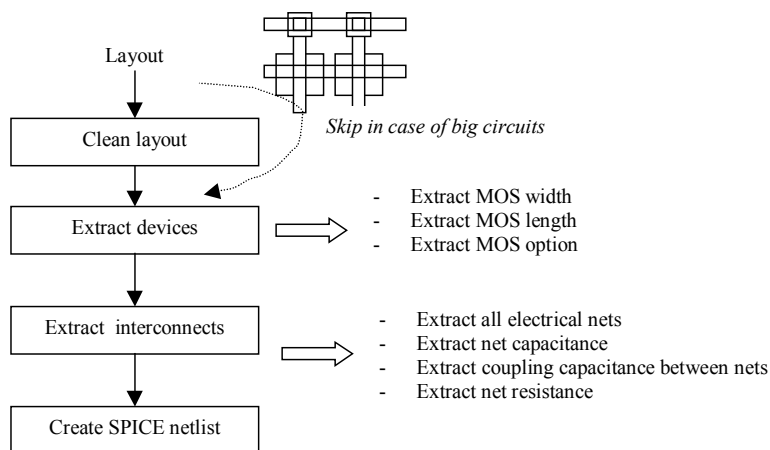 Layout
Skip in case of big circuits
Clean layout
Extract devices
- Extract MOS width
- Extract MOS length
- Extract MOS option
Extract interconnects
- Extract all electrical nets
- Extract net capacitance
- Extract coupling capacitance between nets
- Extract net resistance
Create SPICE netlist